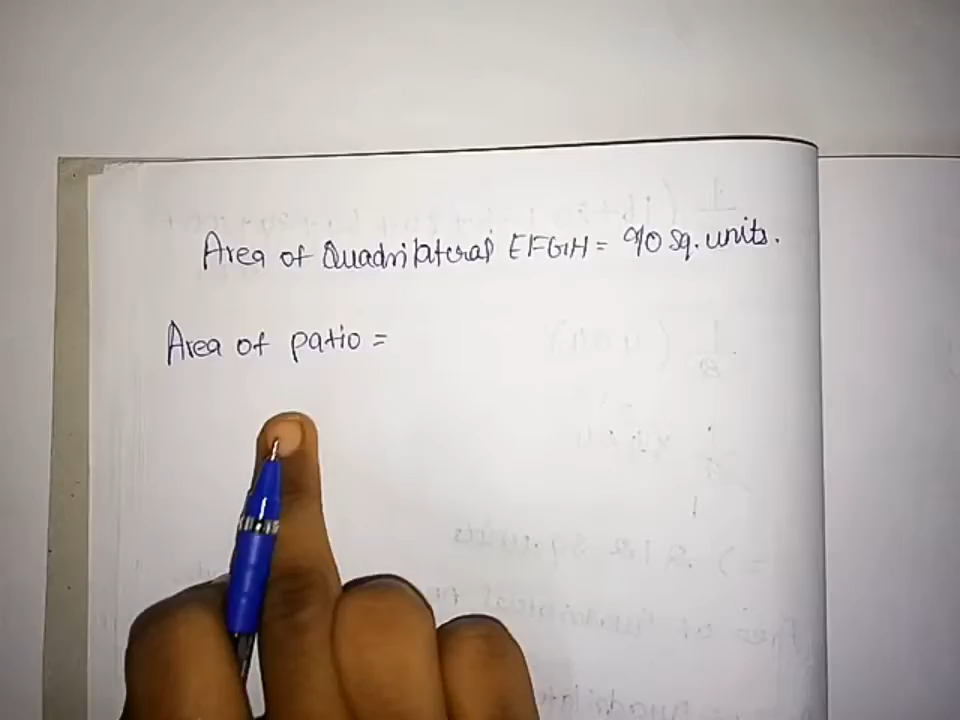 Area of Quadrilateral EFGH = 90 sq. units.
Area of patio =